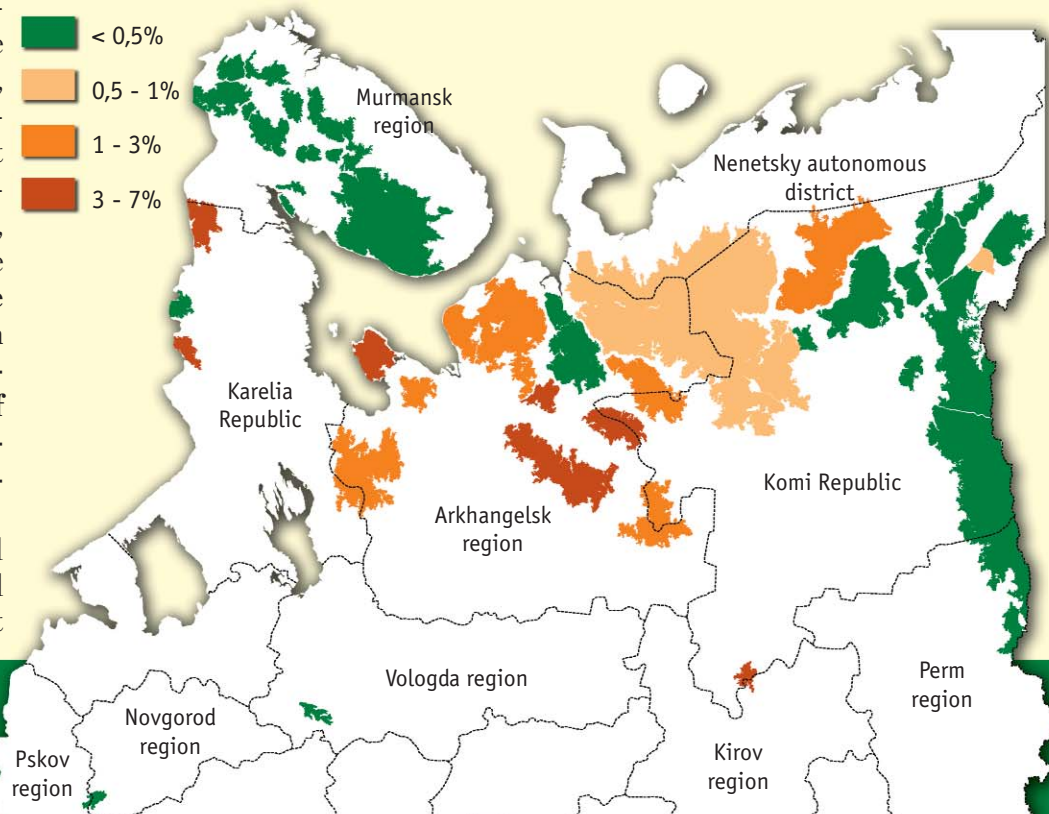 < 0,5%
0,5 - 1%
1 - 3%
3 - 7%
Murmansk
region
Nenetsky autonomous
district
Karelia
Republic
Arkhangelsk
region
Komi Republic
Vologda region
Perm
region
Novgorod
region
Kirov
region
Pskov
region